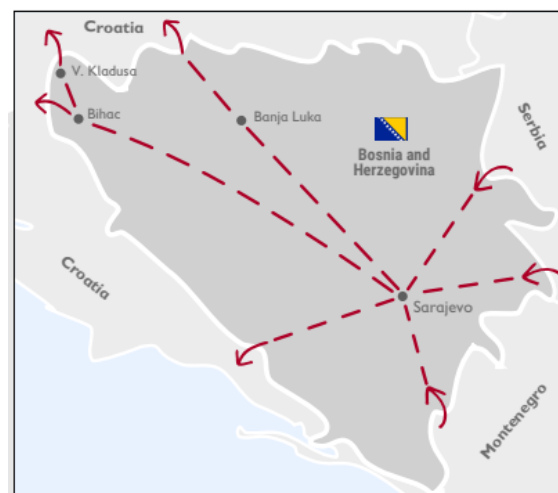 Croatia
V. Kladusa
Bihac
Banja Luka
Bosnia and
Herzegovina
Serbia
Croatia
Sarajevo
Montenegro